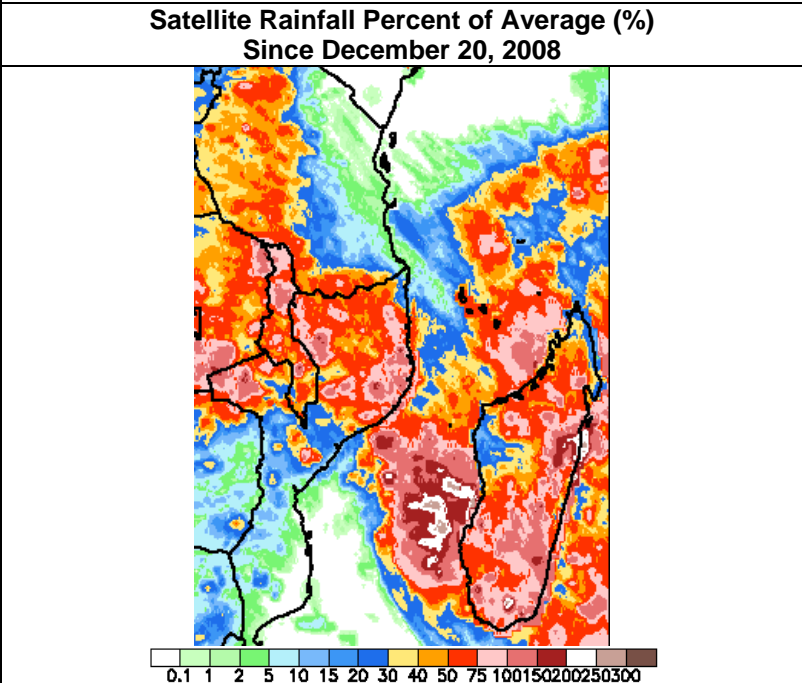 Satellite Rainfall Percent of Average (%)
Since December 20, 2008
0.1 1 2 5 10 15 20 30 40 50 75 100150200250300